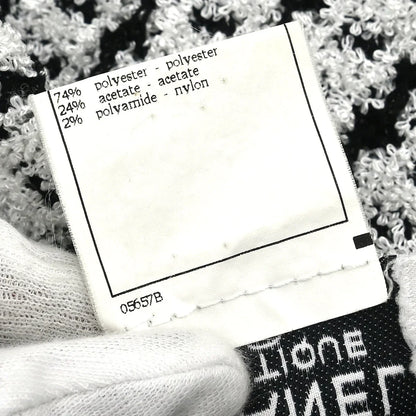 74% polyester - polyester
24% acetate - acetate
2% polyamide - nylon
05657B